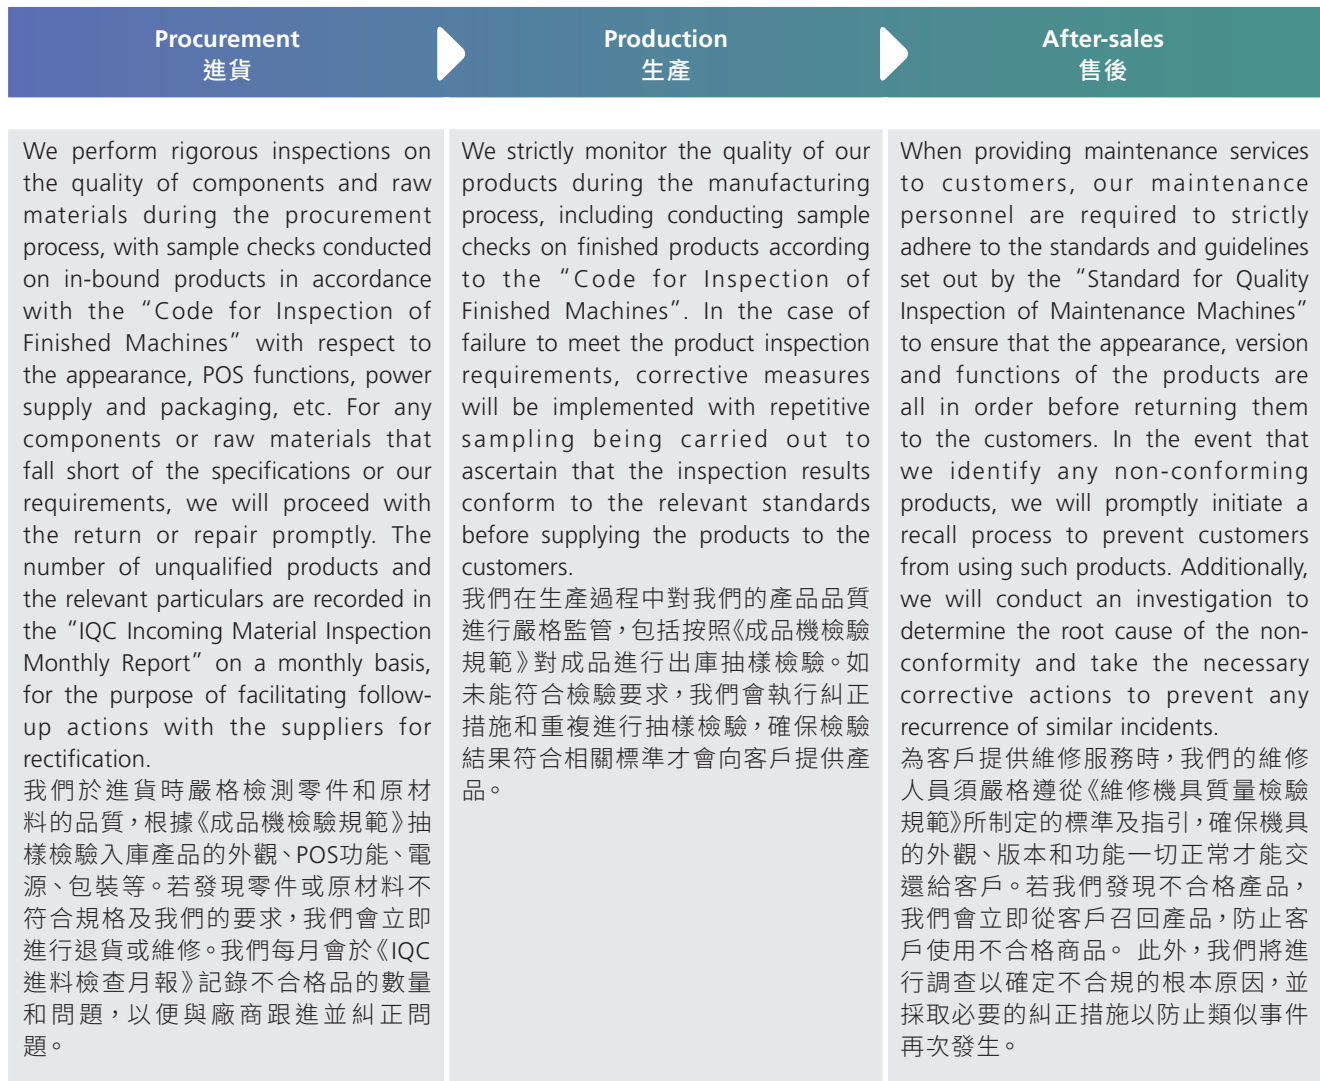 Procurement
進貨
Production
生產
After-sales
售後
We perform rigorous inspections on
the quality of components and raw
materials during the procurement
process, with sample checks conducted
on in-bound products in accordance
with the “Code for Inspection of
Finished Machines” with respect to
the appearance, POS functions, power
supply and packaging, etc. For any
components or raw materials that
fall short of the specifications or our
requirements, we will proceed with
the return or repair promptly. The
number of unqualified products and
the relevant particulars are recorded in
the “IQC Incoming Material Inspection
Monthly Report” on a monthly basis,
for the purpose of facilitating follow-
up actions with the suppliers for
rectification.
我們於進貨時嚴格檢測零件和原材
料的品質，根據《成品機檢驗規範》抽
樣檢驗入庫產品的外觀、POS功能、電
源、包裝等。若發現零件或原材料不
符合規格及我們的要求，我們會立即
進行退貨或維修。我們每月會於《IQC
進料檢查月報》記錄不合格品的數量
和問題，以便與廠商跟進並糾正問
題。
We strictly monitor the quality of our
products during the manufacturing
process, including conducting sample
checks on finished products according
to the “Code for Inspection of
Finished Machines”. In the case of
failure to meet the product inspection
requirements, corrective measures
will be implemented with repetitive
sampling being carried out to
ascertain that the inspection results
conform to the relevant standards
before supplying the products to the
customers.
我們在生產過程中對我們的產品品質
進行嚴格監管，包括按照《成品機檢驗
規範》對成品進行出庫抽樣檢驗。如
未能符合檢驗要求，我們會執行糾正
措施和重複進行抽樣檢驗，確保檢驗
結果符合相關標準才會向客戶提供產
品。
When providing maintenance services
to customers, our maintenance
personnel are required to strictly
adhere to the standards and guidelines
set out by the “Standard for Quality
Inspection of Maintenance Machines”
to ensure that the appearance, version
and functions of the products are
all in order before returning them
to the customers. In the event that
we identify any non-conforming
products, we will promptly initiate a
recall process to prevent customers
from using such products. Additionally,
we will conduct an investigation to
determine the root cause of the non-
conformity and take the necessary
corrective actions to prevent any
recurrence of similar incidents.
為客戶提供維修服務時，我們的維修
人員須嚴格遵從《維修機具質量檢驗
規範》所制定的標準及指引，確保機具
的外觀、版本和功能一切正常才能交
還給客戶。若我們發現不合格產品，
我們會立即從客戶召回產品，防止客
戶使用不合格商品。 此外，我們將進
行調查以確定不合規的根本原因，並
採取必要的糾正措施以防止類似事件
再次發生。